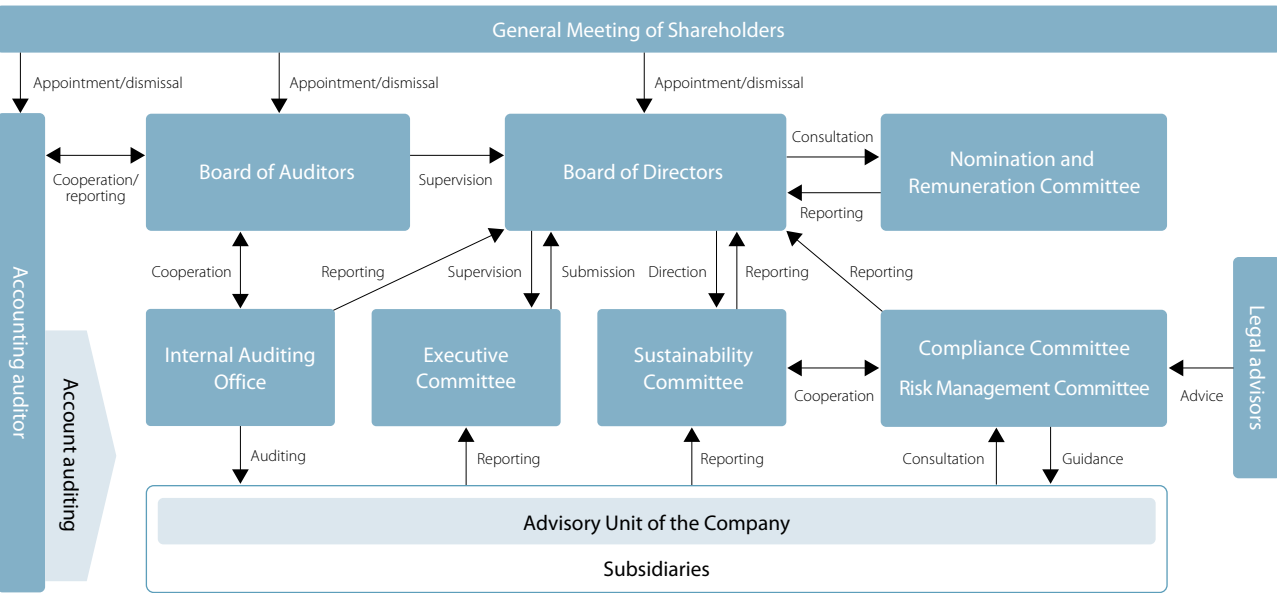 General Meeting of Shareholders
Appointment/dismissal
Appointment/dismissal
Appointment/dismissal
Accounting auditor
Cooperation/
reporting
Board of Auditors
Supervision
Board of Directors
Consultation
Reporting
Nomination and
Remuneration Committee
Cooperation
Reporting
Supervision
Submission
Direction
Reporting
Reporting
Account auditing
Internal Auditing
Office
Executive
Committee
Sustainability
Committee
Cooperation
Compliance Committee
Risk Management Committee
Advice
Legal advisors
Auditing
Reporting
Reporting
Consultation
Guidance
Advisory Unit of the Company
Subsidiaries